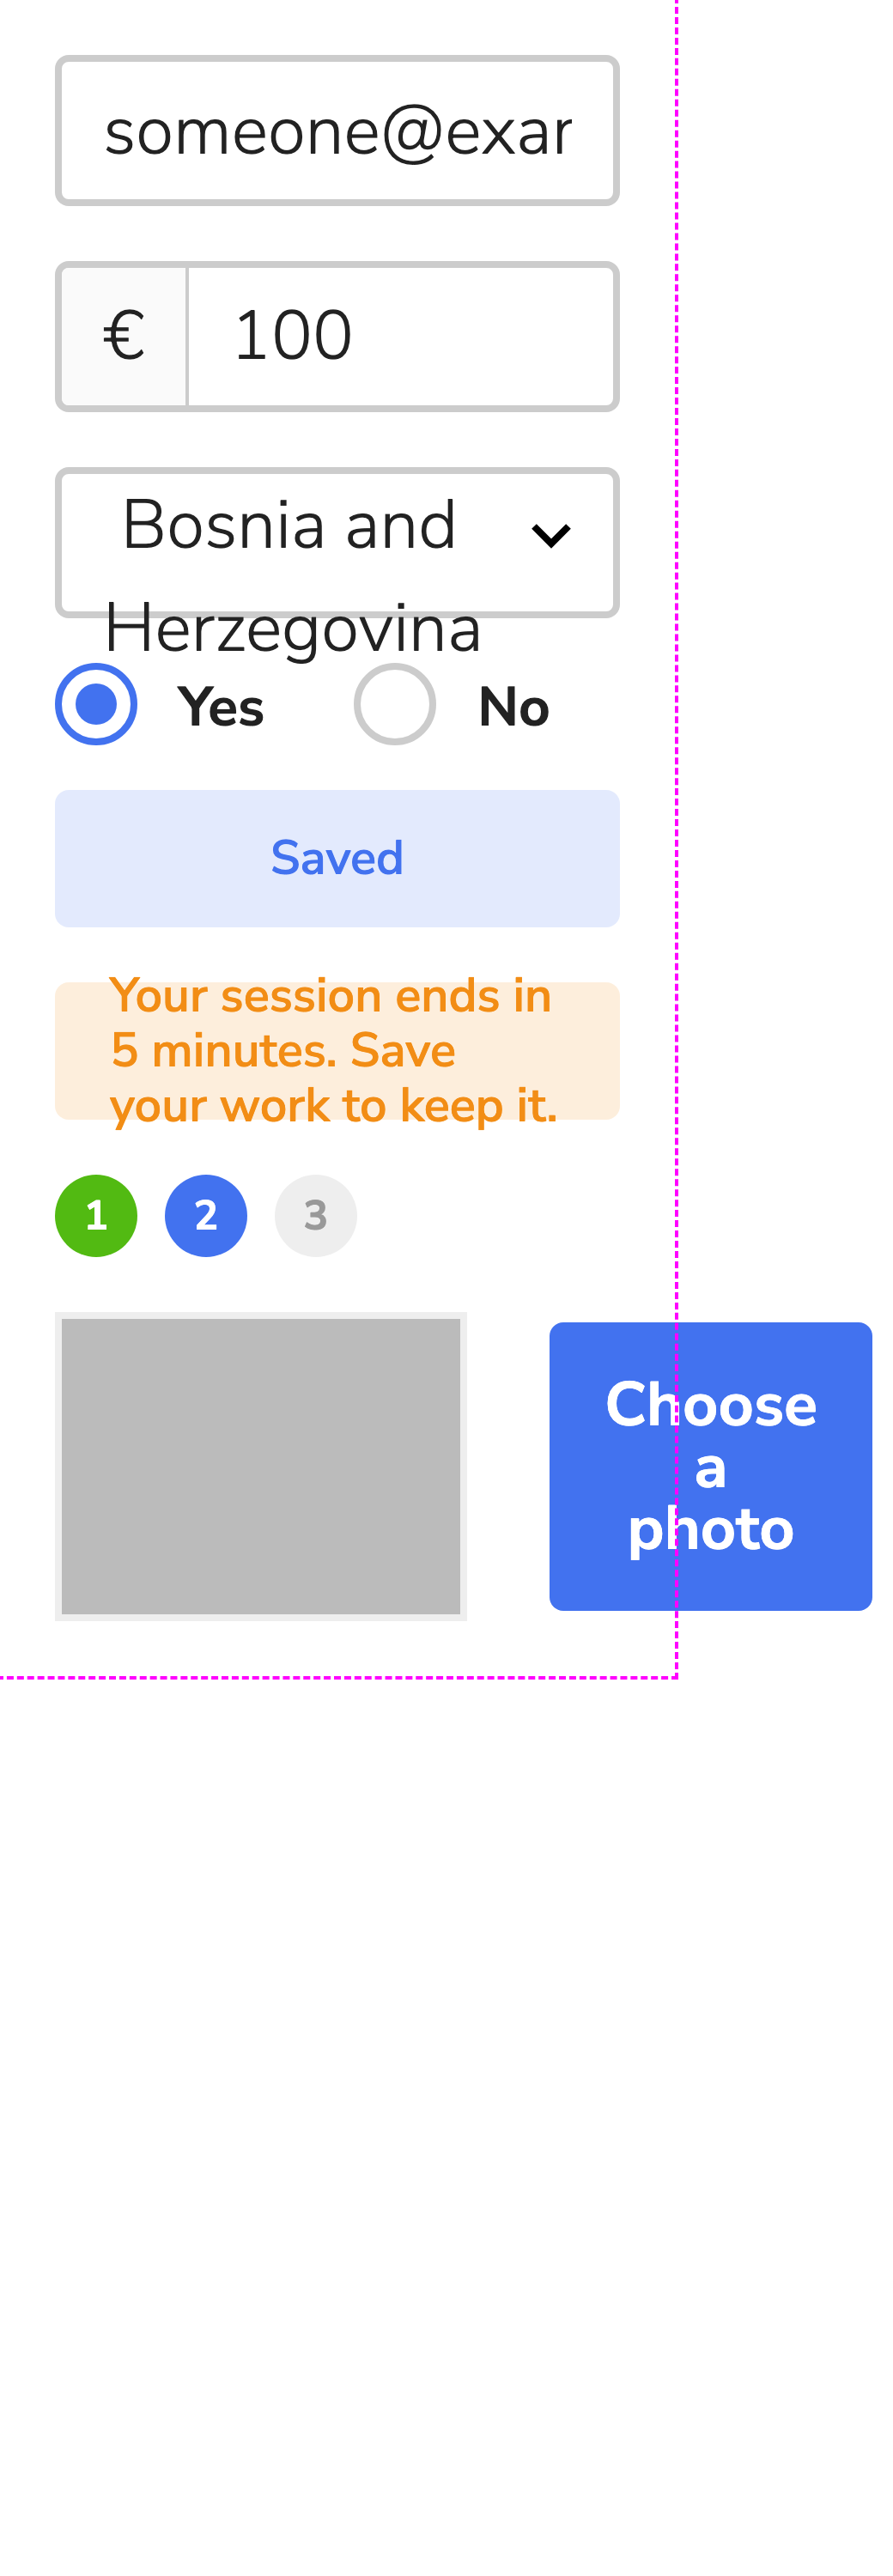 someone@exar
€ 100
Bosnia and
Herzegovina
Yes No
Saved
Your session ends in
5 minutes. Save
your work to keep it.
1 2 3
Choose
a
photo